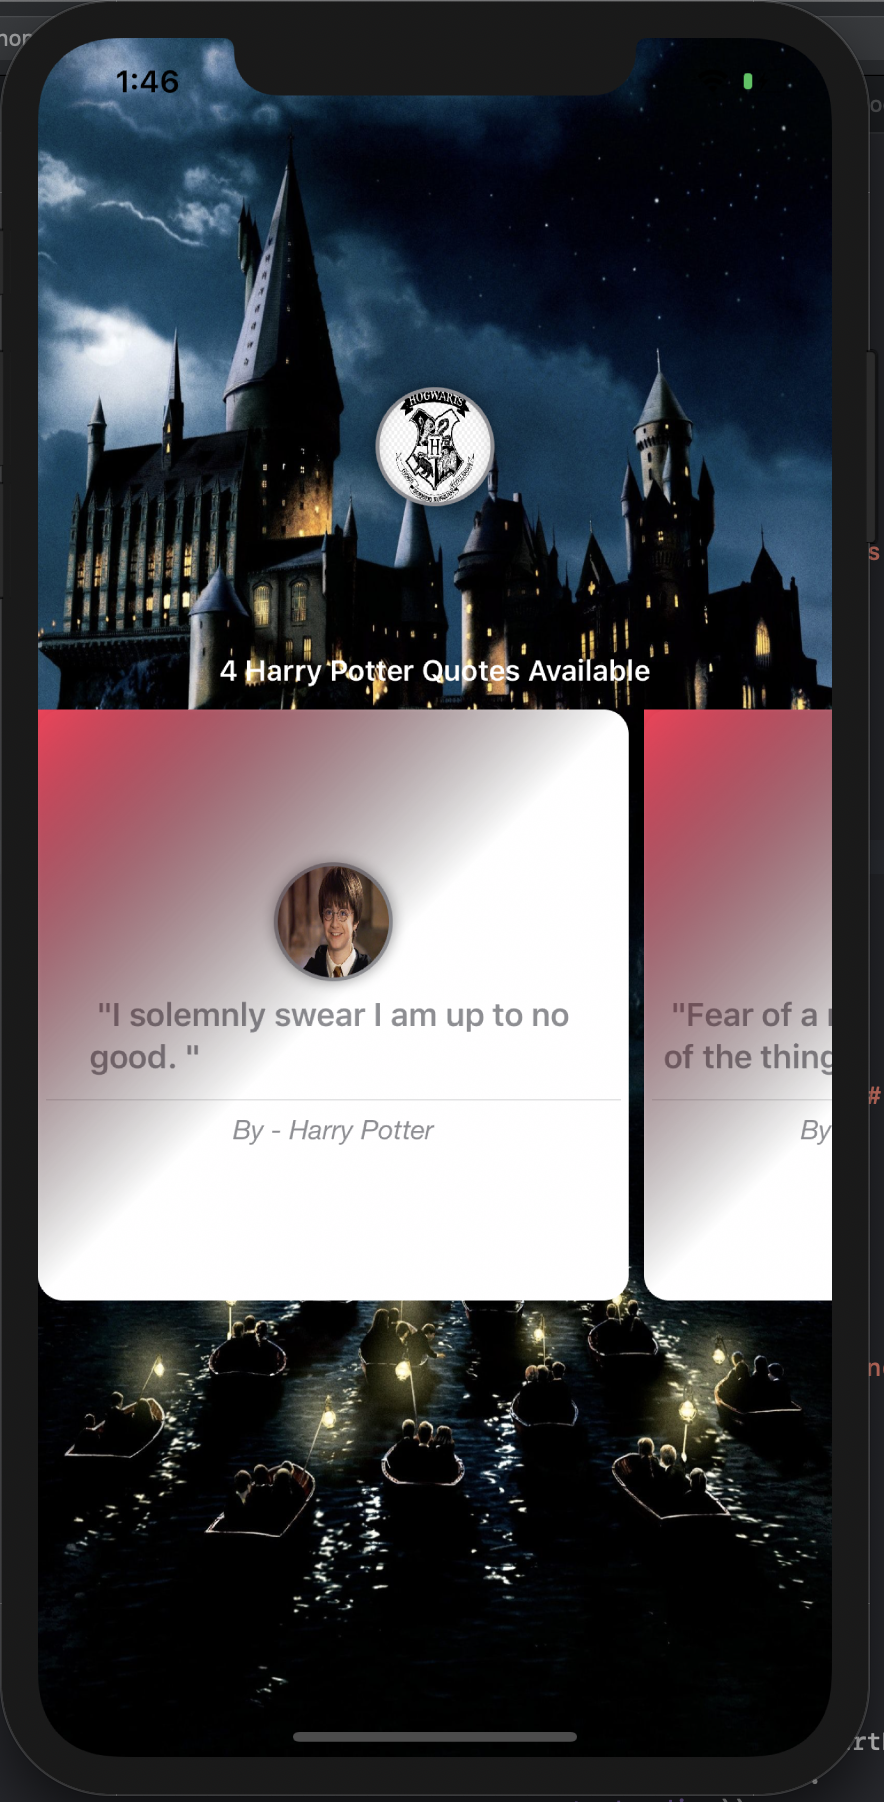 1:46
HOGWARTS
H
4 Harry Potter Quotes Available
"I solemnly swear I am up to no
good. "
By - Harry Potter
"Fear of a
of the thing
By
s
#